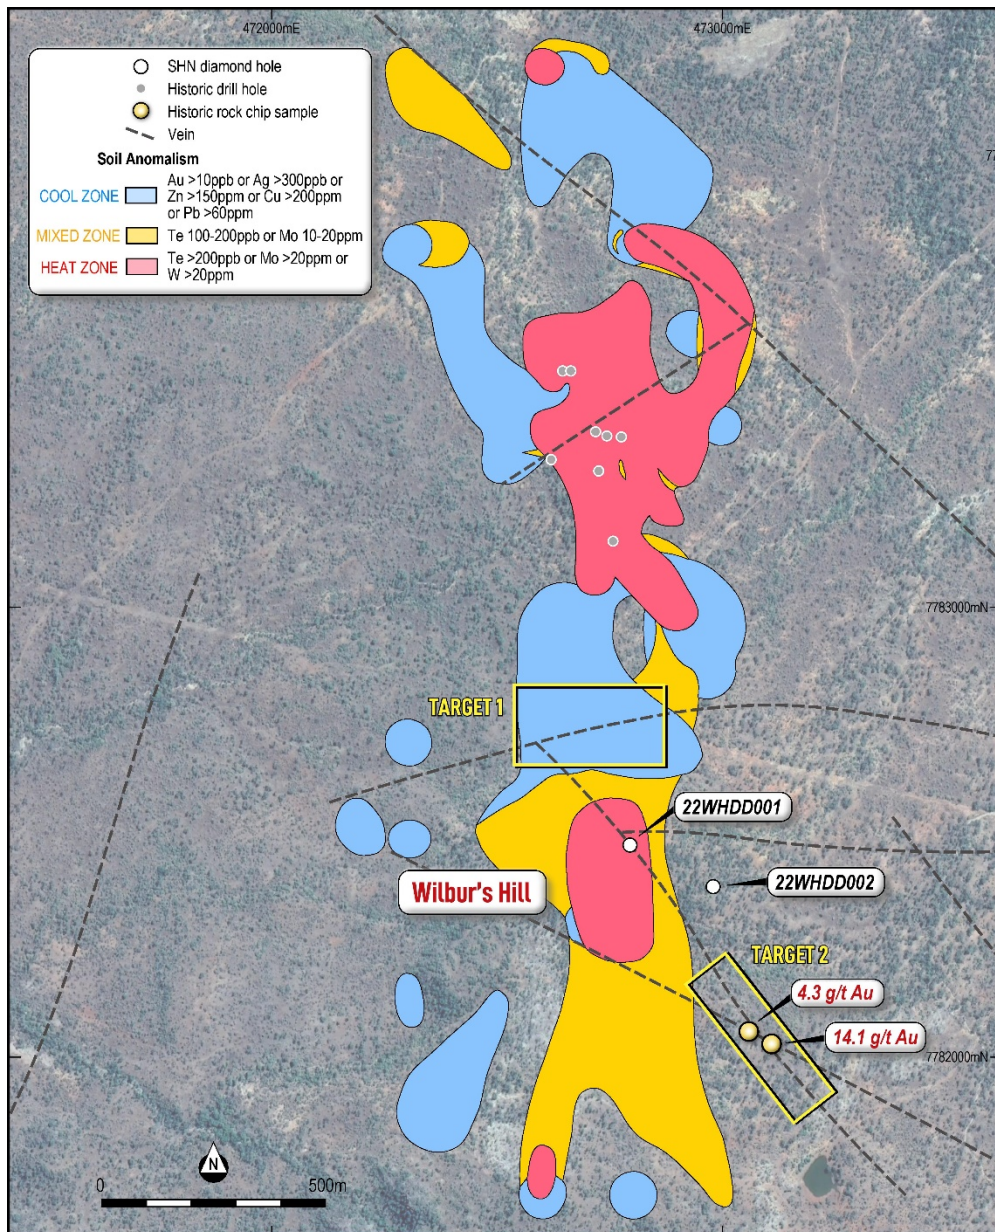 472000mE
473000mE
SHN diamond hole
Historic drill hole
Historic rock chip sample
Vein
Soil Anomalism
COOL ZONE
Au >10ppb or Ag >300ppb or
Zn >150ppm or Cu >200ppm
or Pb >60ppm
MIXED ZONE
Te 100-200ppb or Mo 10-20ppm
HEAT ZONE
Te >200ppb or Mo >20ppm or
W >20ppm
77
7783000mN
TARGET 1
22WHDD001
22WHDD002
Wilbur's Hill
TARGET 2
4.3 g/t Au
14.1 g/t Au
7782000mN
N
0
500m